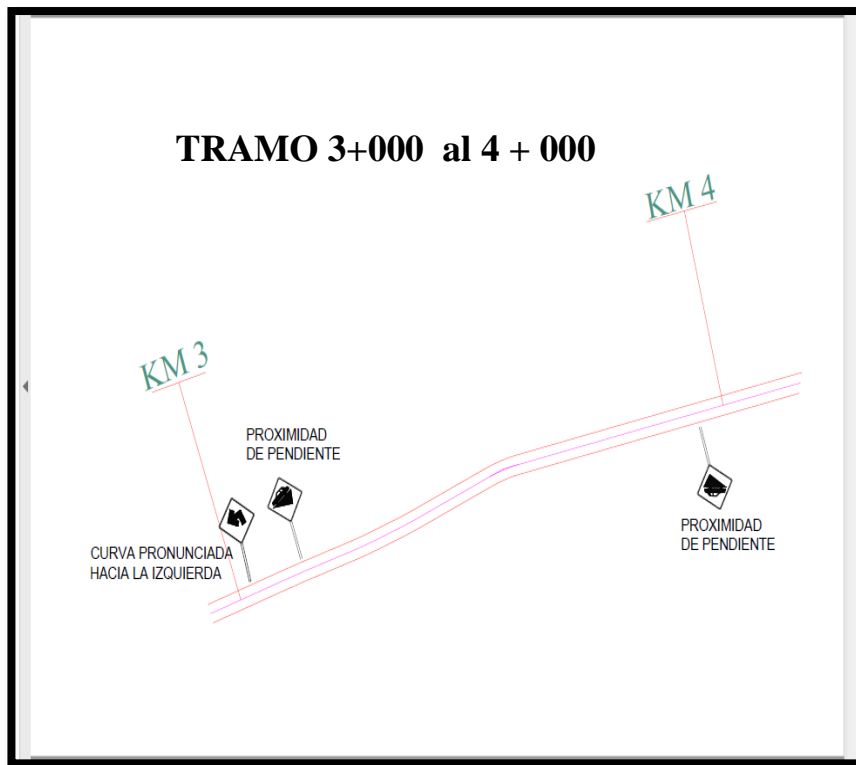 TRAMO 3+000 al 4 + 000
KM 4
KM 3
PROXIMIDAD
DE PENDIENTE
CURVA PRONUNCIADA
HACIA LA IZQUIERDA
PROXIMIDAD
DE PENDIENTE